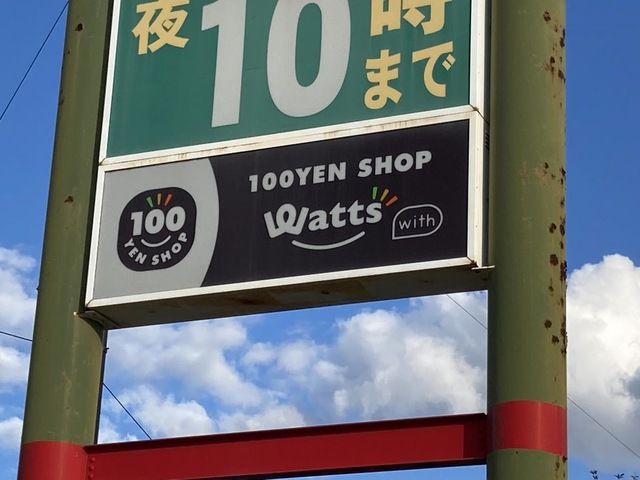 夜10時
まで
100
YEN SHOP
100YEN SHOP
Watts with